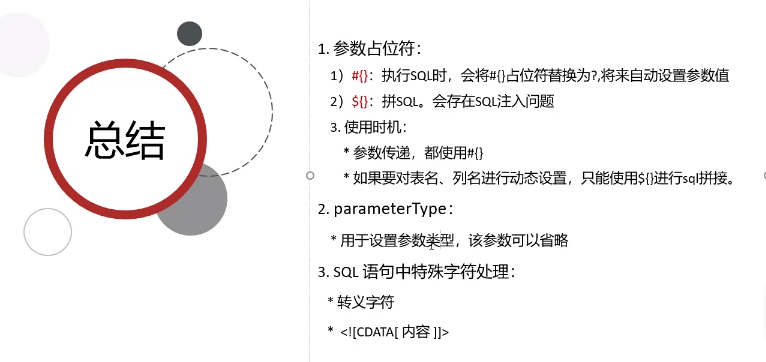 总结
1. 参数占位符：
1）#{}：执行SQL时，会将#{}占位符替换为?,将来自动设置参数值
2）${}：拼SQL。会存在SQL注入问题
3. 使用时机：
* 参数传递，都使用#{}
* 如果要对表名、列名进行动态设置，只能使用${}进行sql拼接。
2. parameterType：
* 用于设置参数类型，该参数可以省略
3. SQL 语句中特殊字符处理：
* 转义字符
* <![CDATA[ 内容 ]]>